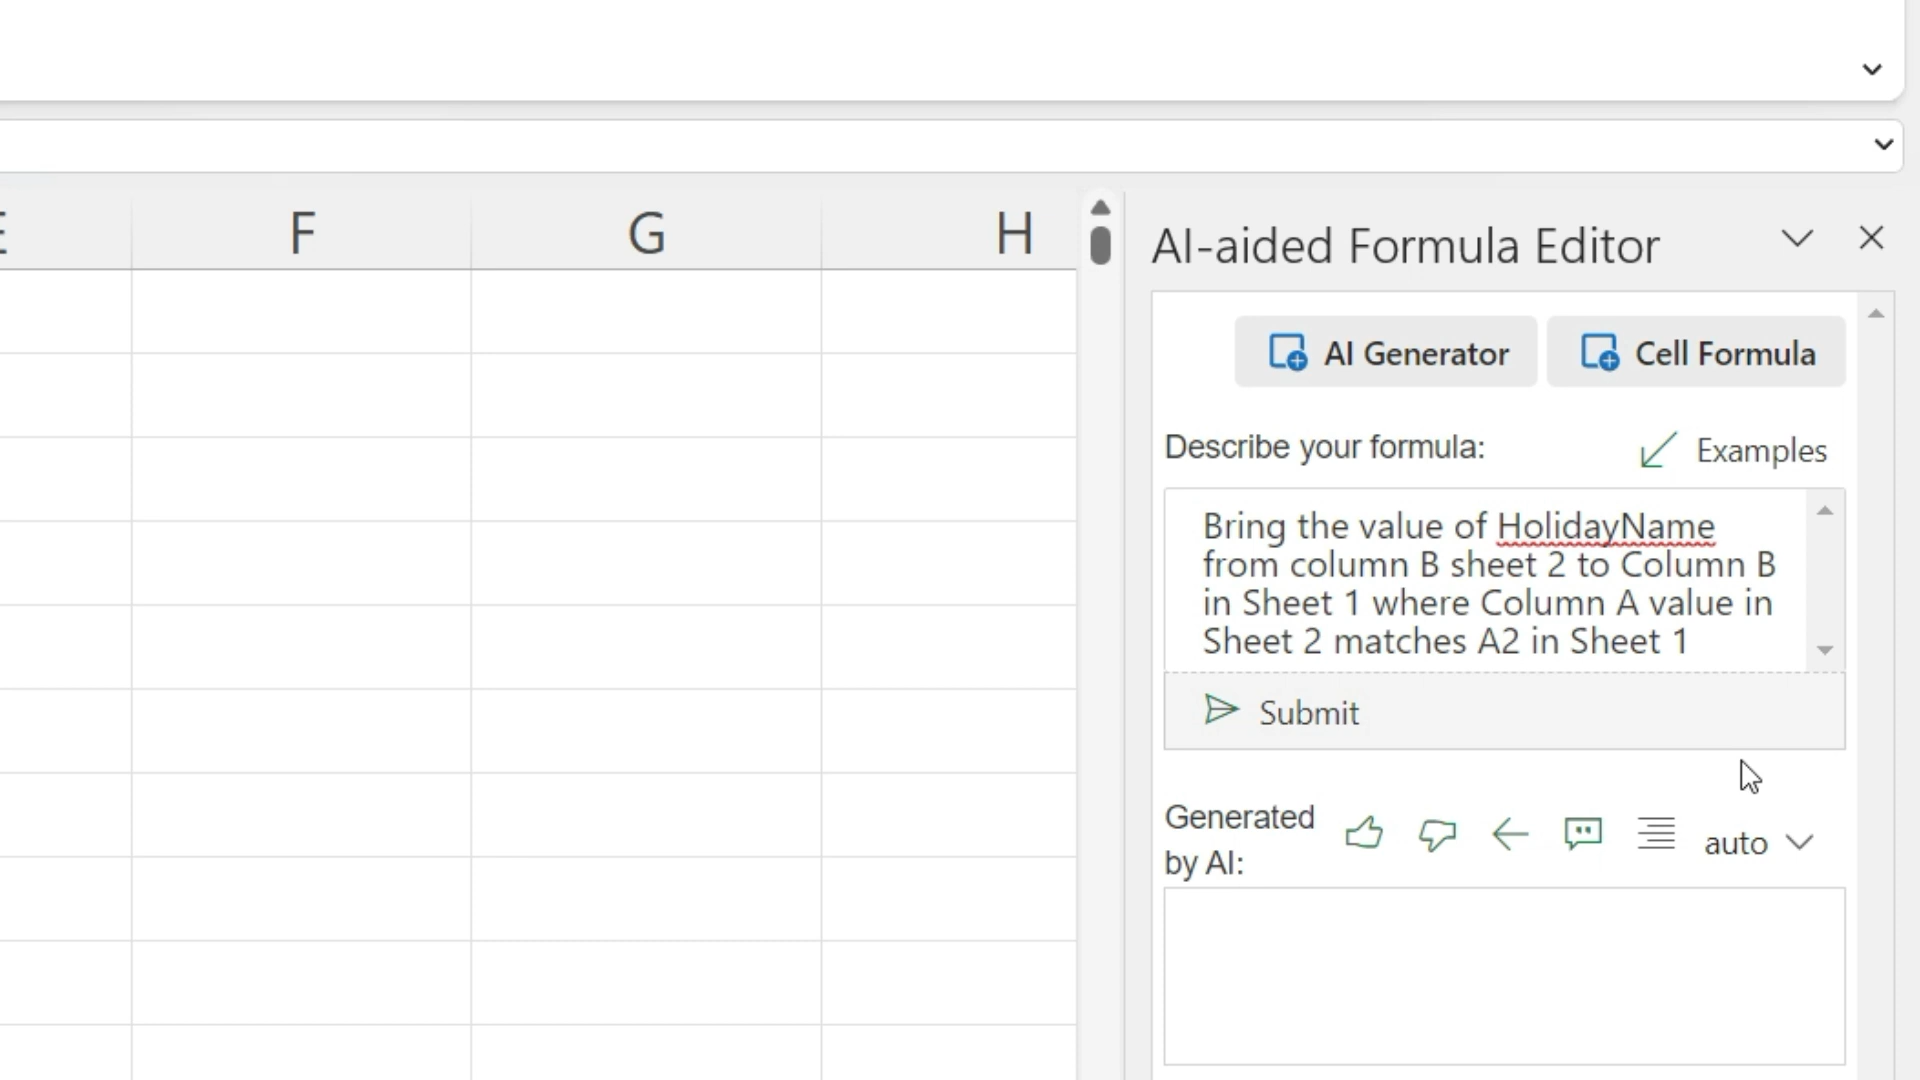 F G H
AI-aided Formula Editor
AI Generator Cell Formula
Describe your formula: Examples
Bring the value of HolidayName
from column B sheet 2 to Column B
in Sheet 1 where Column A value in
Sheet 2 matches A2 in Sheet 1
Submit
Generated
by AI:
auto